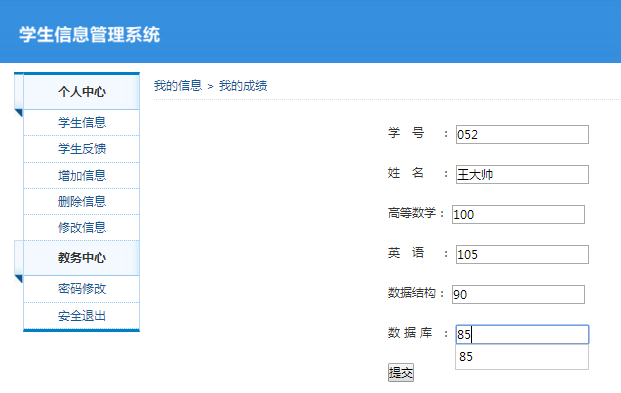 学生信息管理系统
个人中心
学生信息
学生反馈
增加信息
删除信息
修改信息
教务中心
密码修改
安全退出
我的信息 > 我的成绩
学 号 ： 052
姓 名 ： 王大帅
高等数学： 100
英 语 ： 105
数据结构： 90
数 据 库 ： 85
85
提交